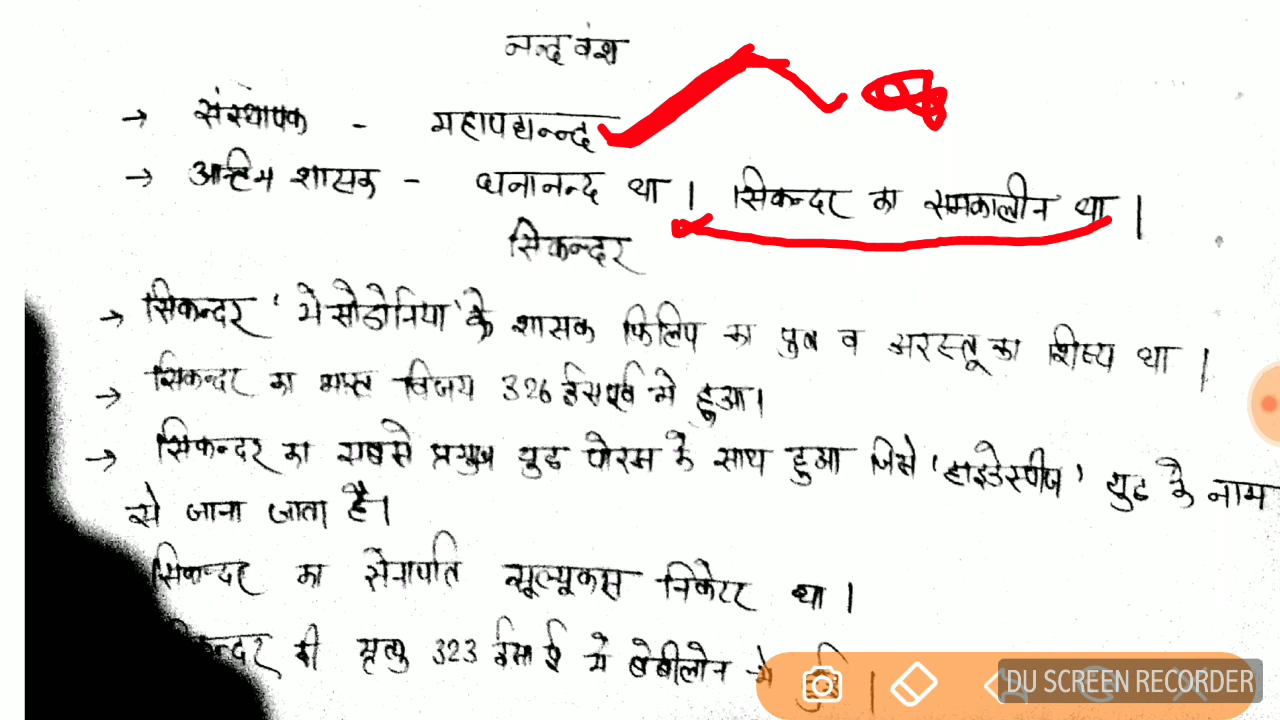 नन्द वंश
→ संस्थापक - महापद्मनन्द
→ अन्तिम शासक - धनानन्द था | सिकन्दर का समकालीन था |
सिकन्दर
→ सिकन्दर 'मेसोडोनिया' के शासक फिलिप का पुत्र व अरस्तू का शिष्य था |
→ सिकन्दर का भारत विजय 326 ईसापूर्व मे हुआ।
→ सिकन्दर का सबसे प्रमुख युद्ध पोरस के साथ हुआ जिसे 'हाइडेस्पीज' युद्ध के नाम
से जाना जाता है।
सिकन्दर का सेनापति सूल्यूकस निकेटर था |
की मृत्यु 323 ईसा में बेबीलोन मे |
DU SCREEN RECORDER